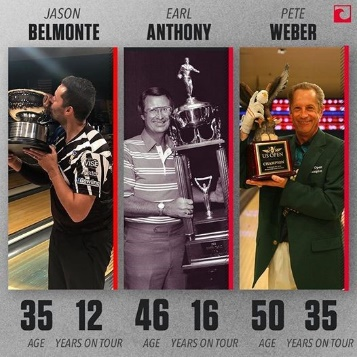 JASON
BELMONTE
EARL
ANTHONY
PETE
WEBER
US OPEN
CHAMPION
35 12
AGE YEARS ON TOUR
46 16
AGE YEARS ON TOUR
50 35
AGE YEARS ON TOUR